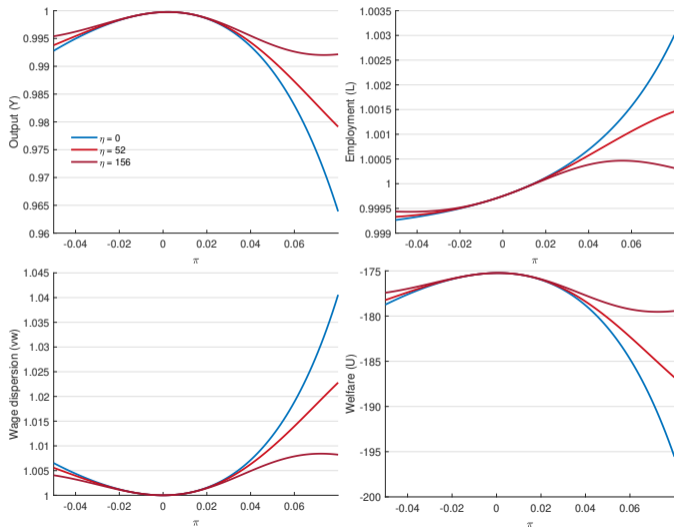 1
0.995
0.99
0.985
0.98
0.975
0.97
0.965
0.96
Output (Y)
η = 0
η = 52
η = 156
-0.04 -0.02 0 0.02 0.04 0.06
π
1.0035
1.003
1.0025
1.002
1.0015
1.001
1.0005
1
0.9995
0.999
Employment (L)
-0.04 -0.02 0 0.02 0.04 0.06
π
1.045
1.04
1.035
1.03
1.025
1.02
1.015
1.01
1.005
1
Wage dispersion (vw)
-0.04 -0.02 0 0.02 0.04 0.06
π
-175
-180
-185
-190
-195
-200
Welfare (U)
-0.04 -0.02 0 0.02 0.04 0.06
π